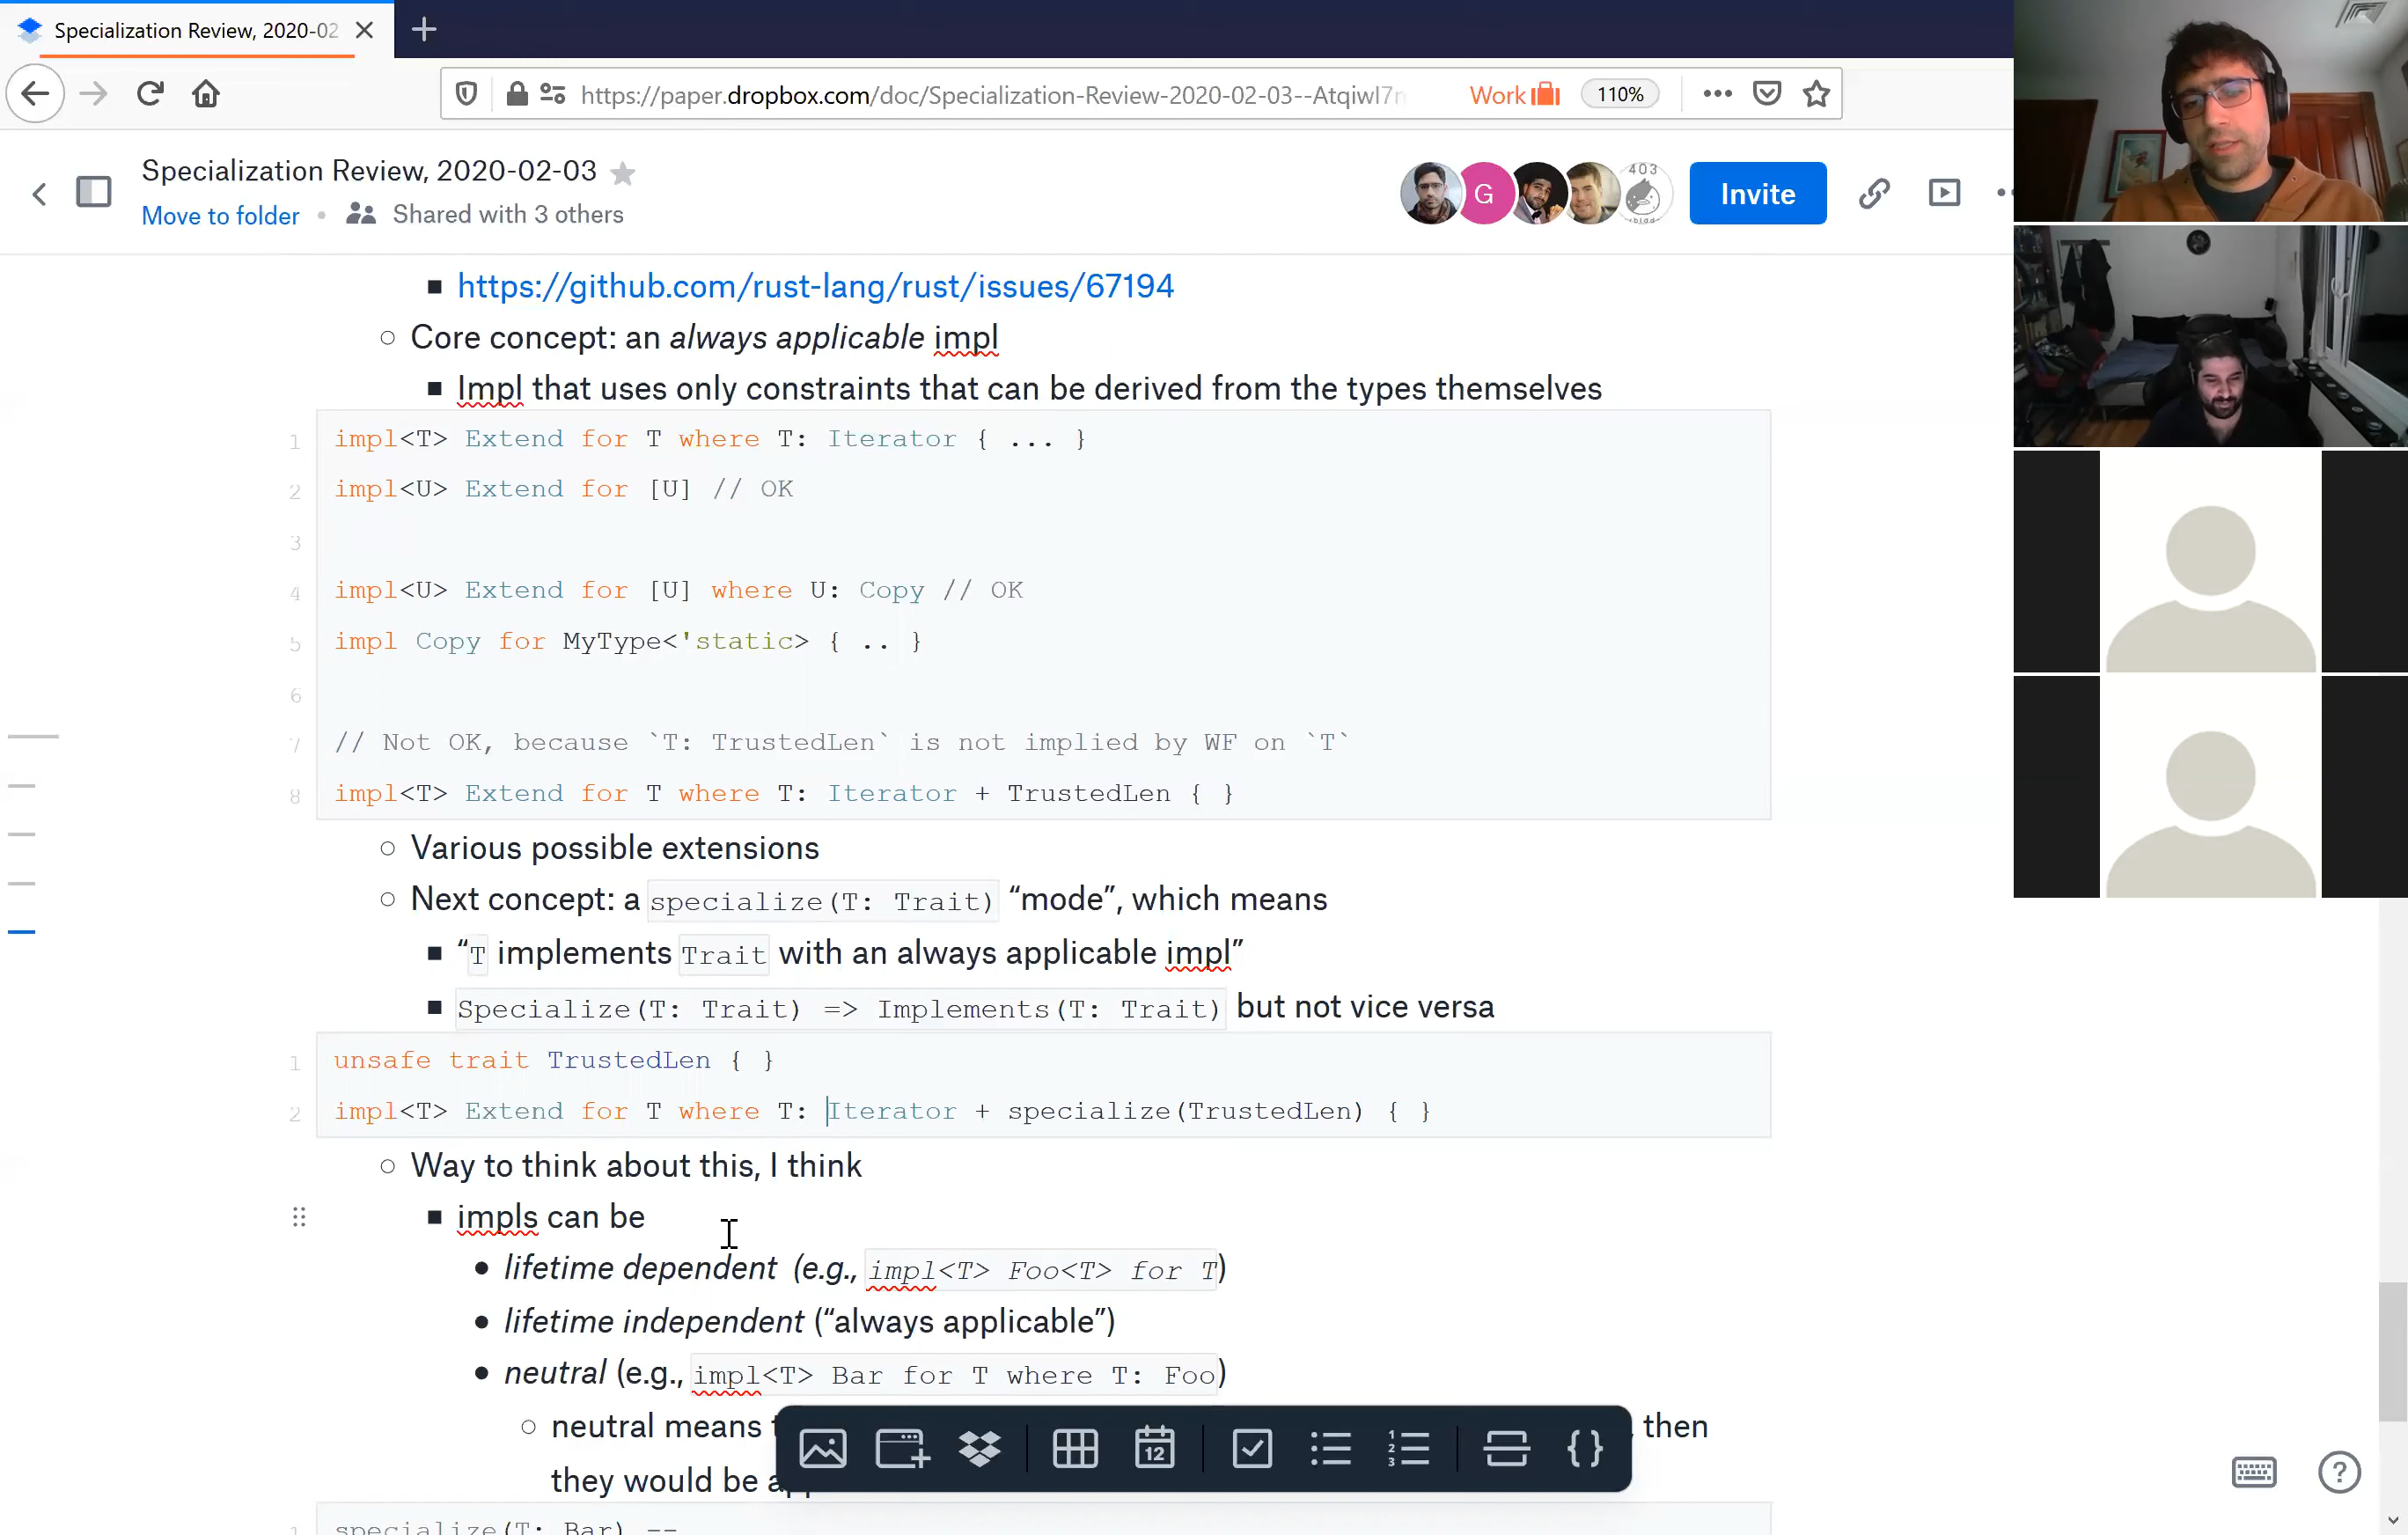 Specialization Review, 2020-02
https://paper.dropbox.com/doc/Specialization-Review-2020-02-03--AtqiwI7
Work
110%
Specialization Review, 2020-02-03
Move to folder • Shared with 3 others
G
403
Invite
https://github.com/rust-lang/rust/issues/67194
Core concept: an always applicable impl
Impl that uses only constraints that can be derived from the types themselves
1 impl<T> Extend for T where T: Iterator { ... }
2 impl<U> Extend for [U] // OK
3
4 impl<U> Extend for [U] where U: Copy // OK
5 impl Copy for MyType<'static> { .. }
6
7 // Not OK, because `T: TrustedLen` is not implied by WF on `T`
8 impl<T> Extend for T where T: Iterator + TrustedLen { }
Various possible extensions
Next concept: a specialize(T: Trait) “mode”, which means
“T implements Trait with an always applicable impl”
Specialize(T: Trait) => Implements(T: Trait) but not vice versa
1 unsafe trait TrustedLen { }
2 impl<T> Extend for T where T: Iterator + specialize(TrustedLen) { }
Way to think about this, I think
impls can be
lifetime dependent (e.g., impl<T> Foo<T> for T)
lifetime independent (“always applicable”)
neutral (e.g., impl<T> Bar for T where T: Foo)
neutral means then
they would be
12
1 specialize(T: Bar) --